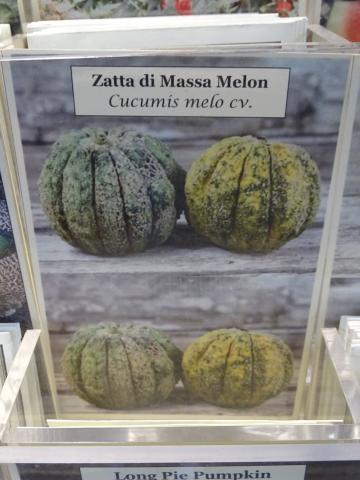 Zatta di Massa Melon
Cucumis melo cv.
Long Pie Pumpkin